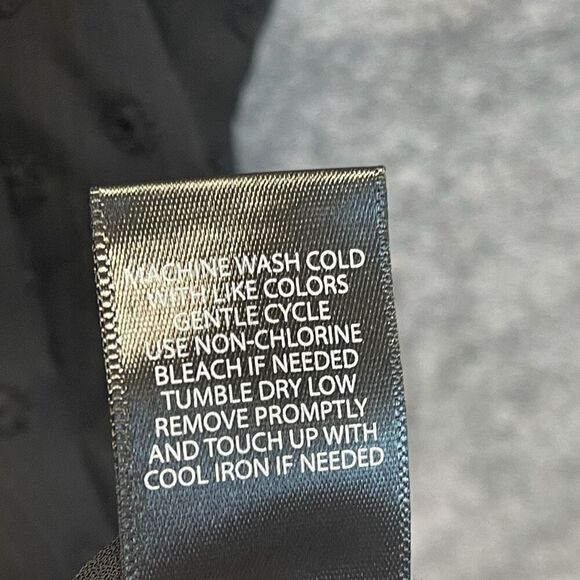 MACHINE WASH COLD
WITH LIKE COLORS
GENTLE CYCLE
USE NON-CHLORINE
BLEACH IF NEEDED
TUMBLE DRY LOW
REMOVE PROMPTLY
AND TOUCH UP WITH
COOL IRON IF NEEDED